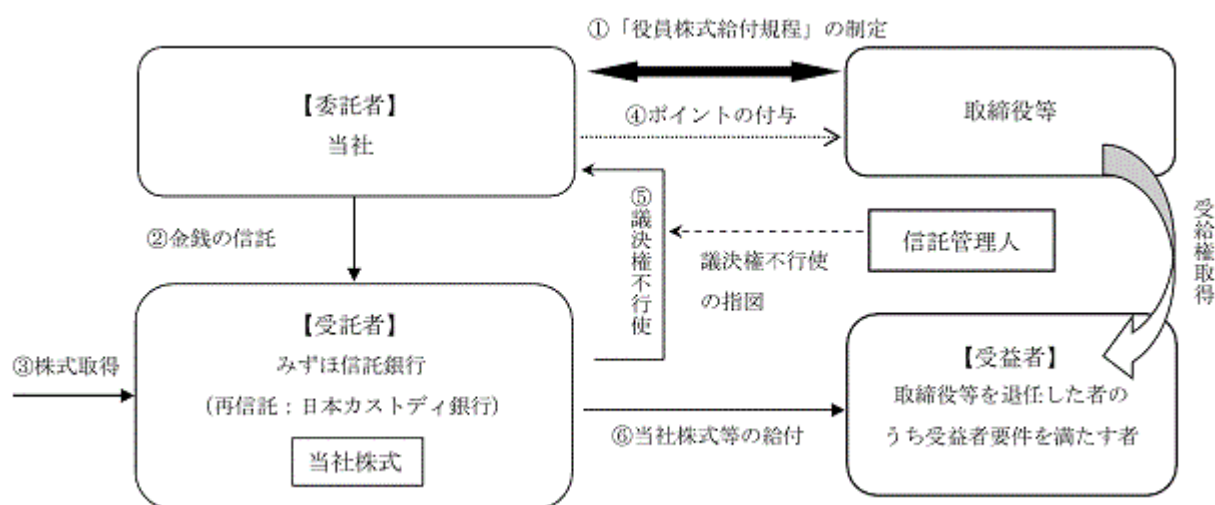 ①「役員株式給付規程」の制定
【委託者】
当社
④ポイントの付与
取締役等
②金銭の信託
⑤議決権不行使
議決権不行使
の指図
信託管理人
受給権取得
③株式取得
【受託者】
みずほ信託銀行
(再信託：日本カストディ銀行)
当社株式
⑥当社株式等の給付
【受益者】
取締役等を退任した者の
うち受益者要件を満たす者